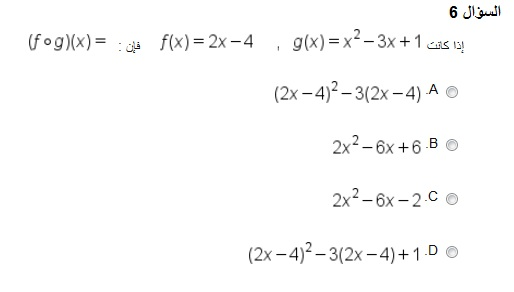 السؤال 6
إذا كانت g(x) = x² – 3x + 1 , f(x) = 2x – 4 فإن : (f ∘ g)(x) =
A. (2x – 4)² – 3(2x – 4)
B. 2x² – 6x + 6
C. 2x² – 6x – 2
D. (2x – 4)² – 3(2x – 4) + 1